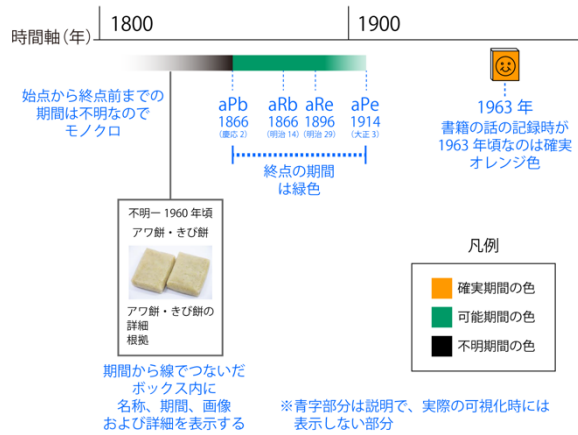 時間軸（年）
1800
1900
始点から終点前までの
期間は不明なので
モノクロ
aPb
1866
（慶応 2）
aRb
1866
（明治 14）
aRe
1896
（明治 29）
aPe
1914
（大正 3）
終点の期間
は緑色
1963 年
書籍の話の記録時が
1963 年頃なのは確実
オレンジ色
不明ー 1960 年頃
アワ餅・きび餅
アワ餅・きび餅の
詳細
根拠
期間から線でつないだ
ボックス内に
名称、期間、画像
および詳細を表示する
凡例
確実期間の色
可能期間の色
不明期間の色
※青字部分は説明で、実際の可視化時には
表示しない部分